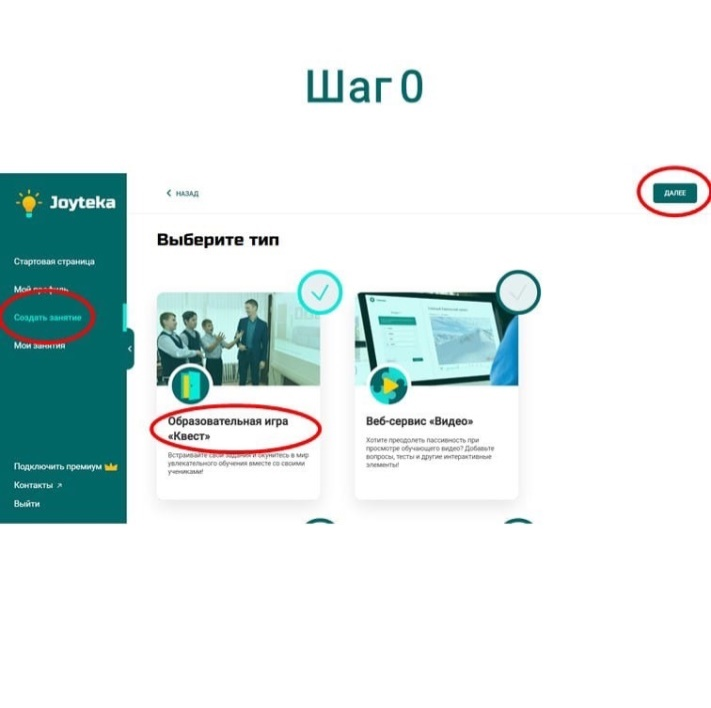 Шаг 0
Joyteka
НАЗАД
ДАЛЕЕ
Стартовая страница
Мой профиль
Создать занятие
Мои занятия
Подключить премиум
Контакты ↗
Выйти
Выберите тип
Образовательная игра
«Квест»
Встраивайте свои задания и окунитесь в мир
увлекательного обучения вместе со своими
учениками!
Веб-сервис «Видео»
Хотите преодолеть пассивность при
просмотре обучающего видео? Добавьте
вопросы, тесты и другие интерактивные
элементы!